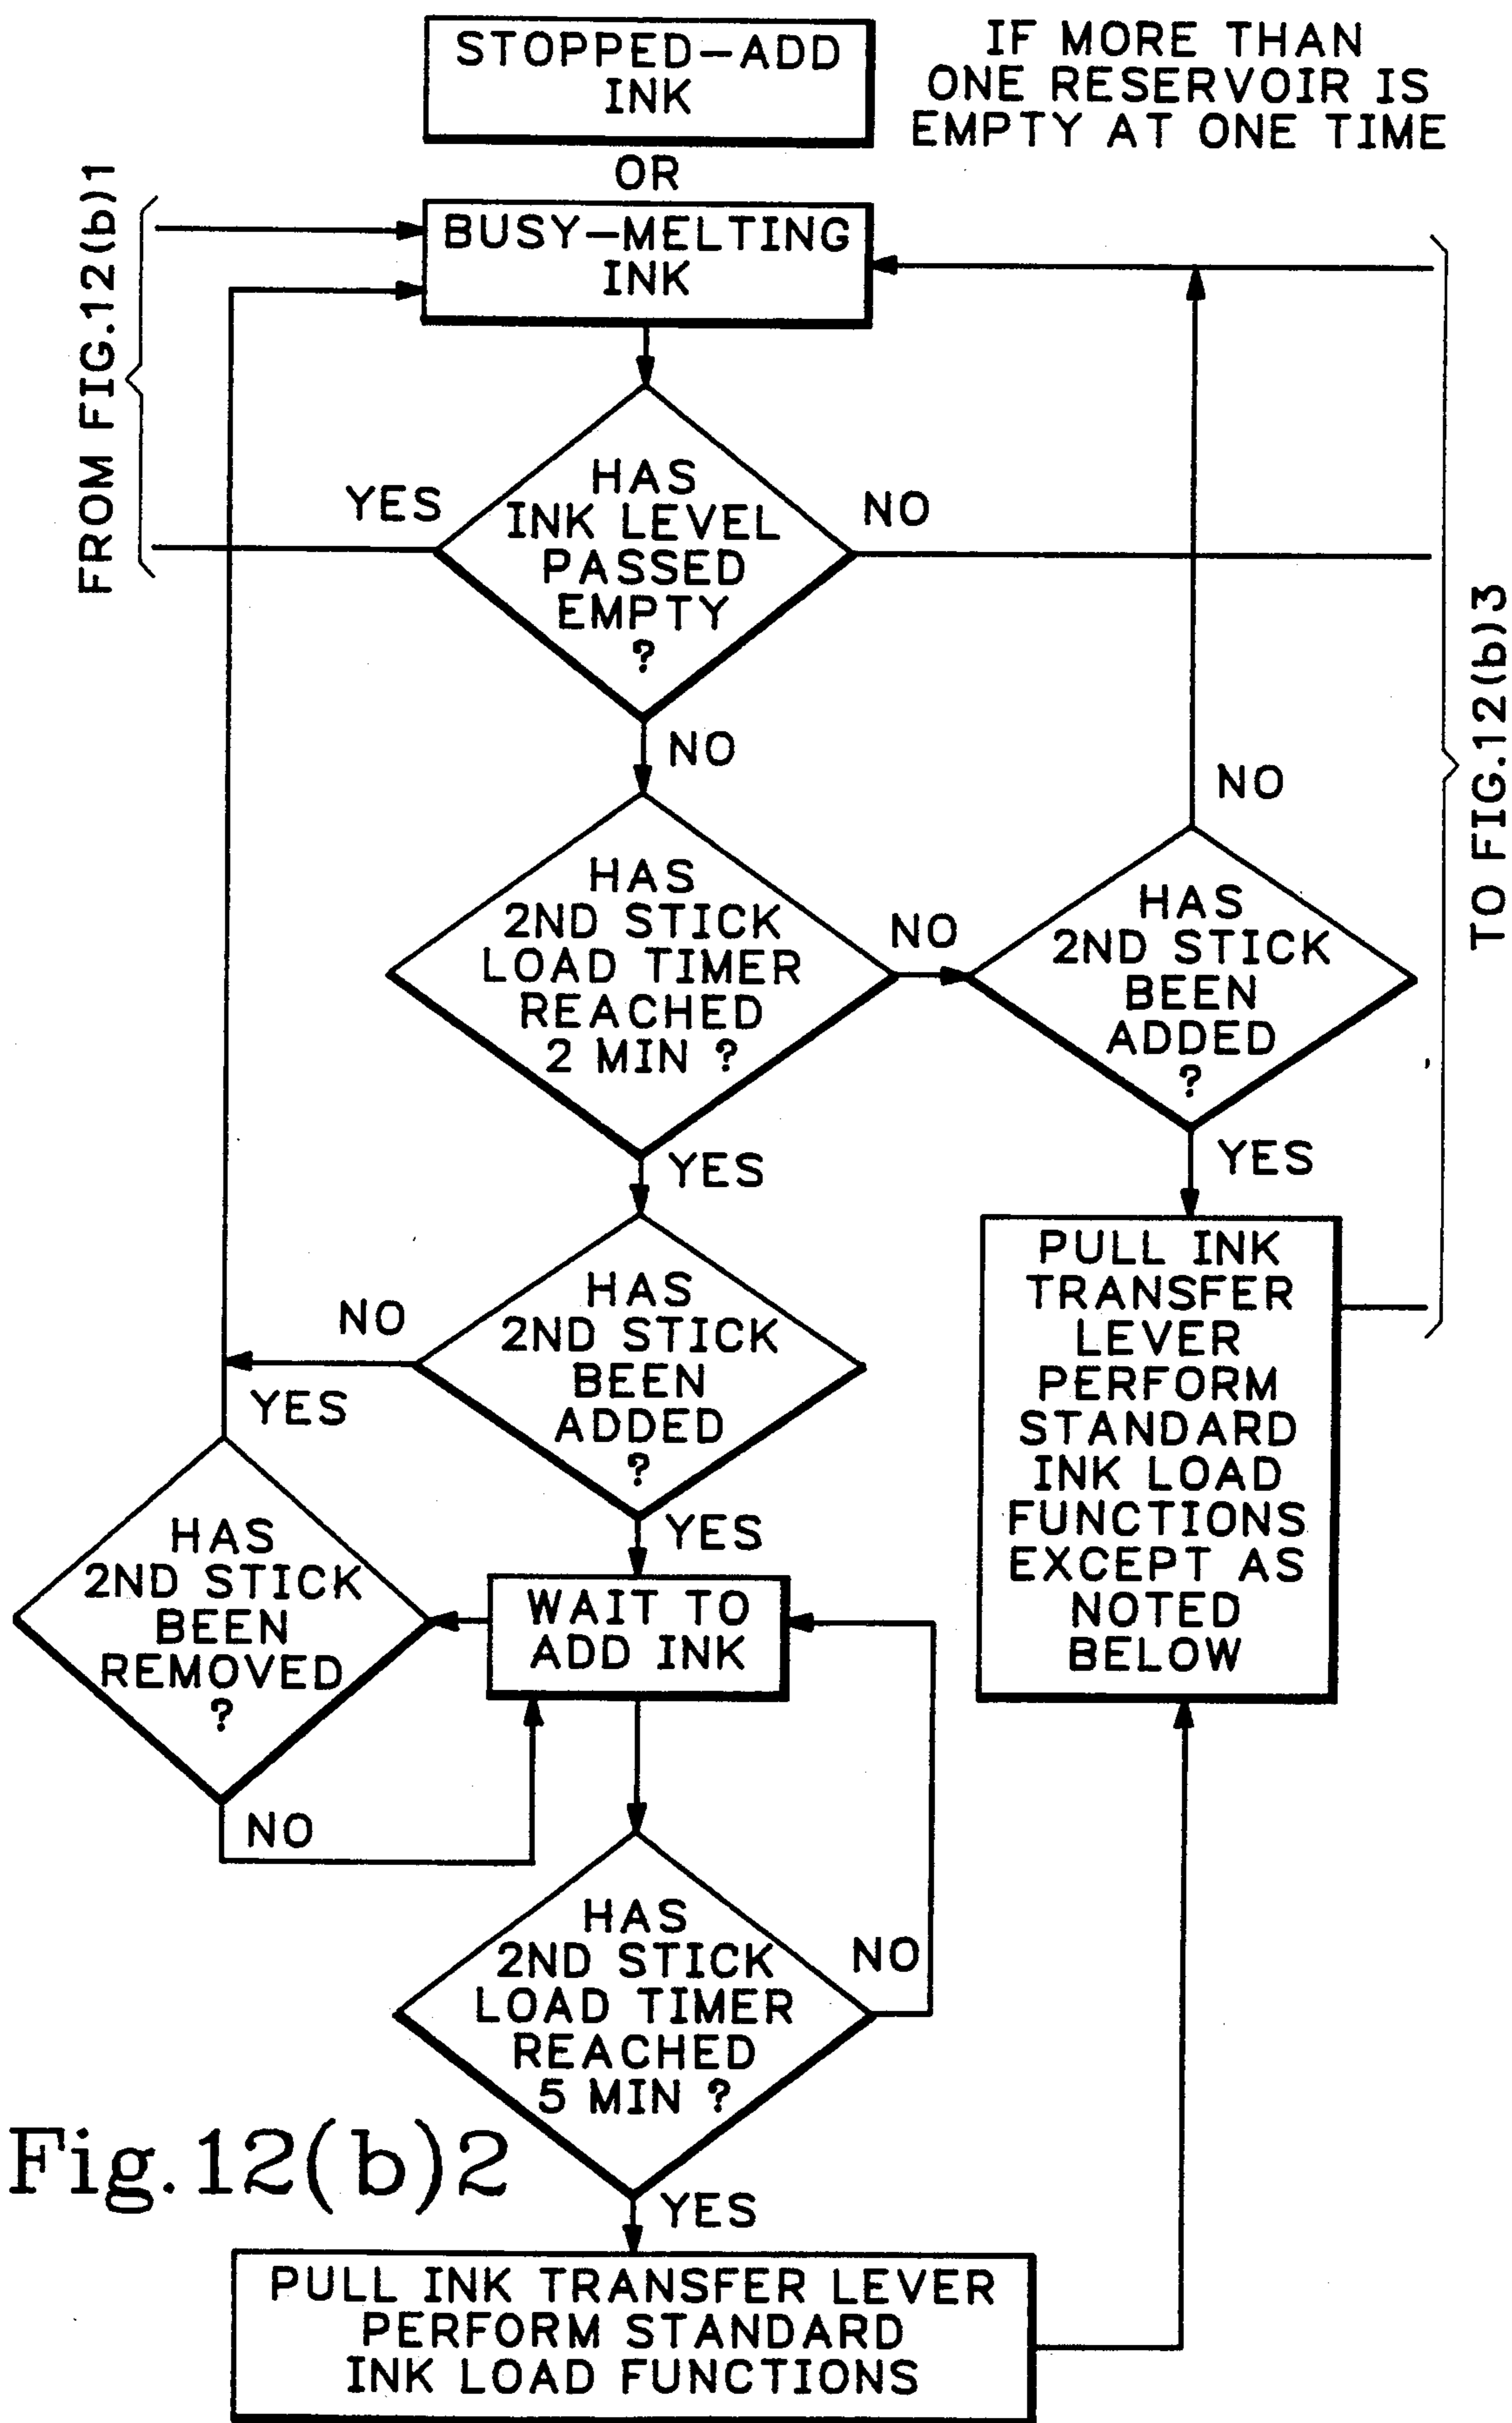 STOPPED-ADD
INK
IF MORE THAN
ONE RESERVOIR IS
EMPTY AT ONE TIME
OR
BUSY-MELTING
INK
FROM FIG.12(b)1
HAS
INK LEVEL
PASSED
EMPTY
?
YES
NO
NO
TO FIG.12(b)3
HAS
2ND STICK
LOAD TIMER
REACHED
2 MIN ?
NO
NO
HAS
2ND STICK
BEEN
ADDED
?
YES
YES
HAS
2ND STICK
BEEN
ADDED
?
NO
YES
YES
PULL INK
TRANSFER
LEVER
PERFORM
STANDARD
INK LOAD
FUNCTIONS
EXCEPT AS
NOTED
BELOW
HAS
2ND STICK
BEEN
REMOVED
?
WAIT TO
ADD INK
NO
HAS
2ND STICK
LOAD TIMER
REACHED
5 MIN ?
NO
YES
Fig.12(b)2
PULL INK TRANSFER LEVER
PERFORM STANDARD
INK LOAD FUNCTIONS